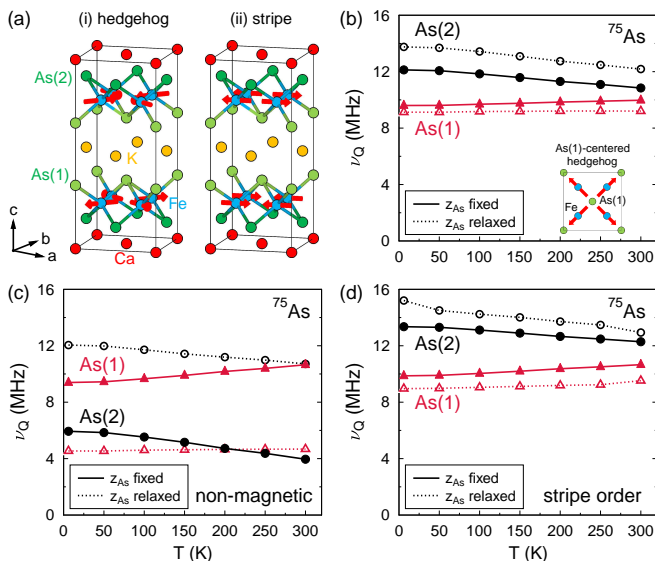 (a) (i) hedgehog (ii) stripe
As(2)
K
As(1)
Fe
Ca
c
b
a
(b)
75As
16
12
8
4
0
νQ (MHz)
As(2)
As(1)
As(1)-centered
hedgehog
Fe As(1)
zAs fixed
zAs relaxed
0 50 100 150 200 250 300
(c)
75As
16
12
8
4
0
νQ (MHz)
As(1)
As(2)
zAs fixed
zAs relaxed
non-magnetic
0 50 100 150 200 250 300
T (K)
(d)
75As
16
12
8
4
0
νQ (MHz)
As(2)
As(1)
zAs fixed
zAs relaxed
stripe order
0 50 100 150 200 250 300
T (K)